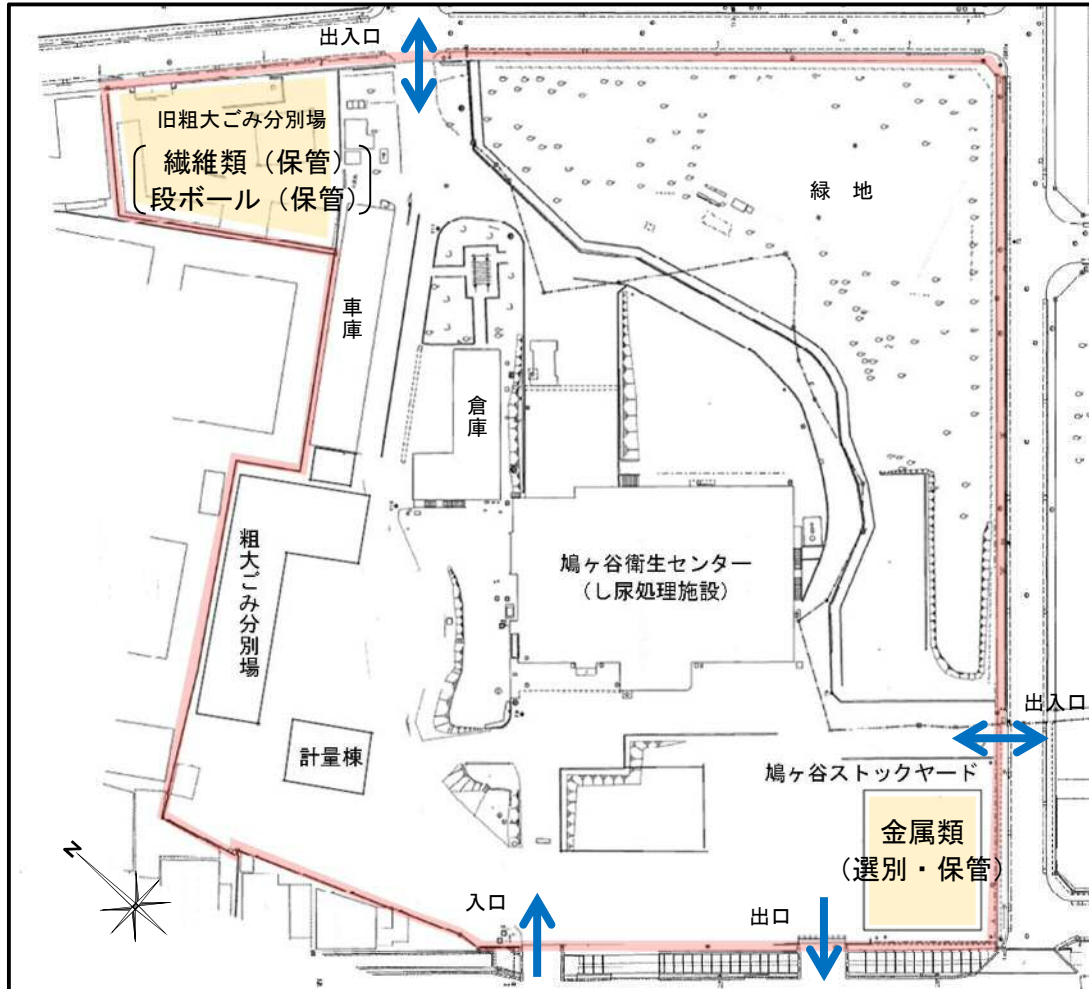 出入口
旧粗大ごみ分別場
繊維類（保管）
段ボール（保管）
緑　地
車庫
倉庫
粗大ごみ分別場
鳩ヶ谷衛生センター
（し尿処理施設）
計量棟
出入口
鳩ヶ谷ストックヤード
金属類
（選別・保管）
入口
出口
N